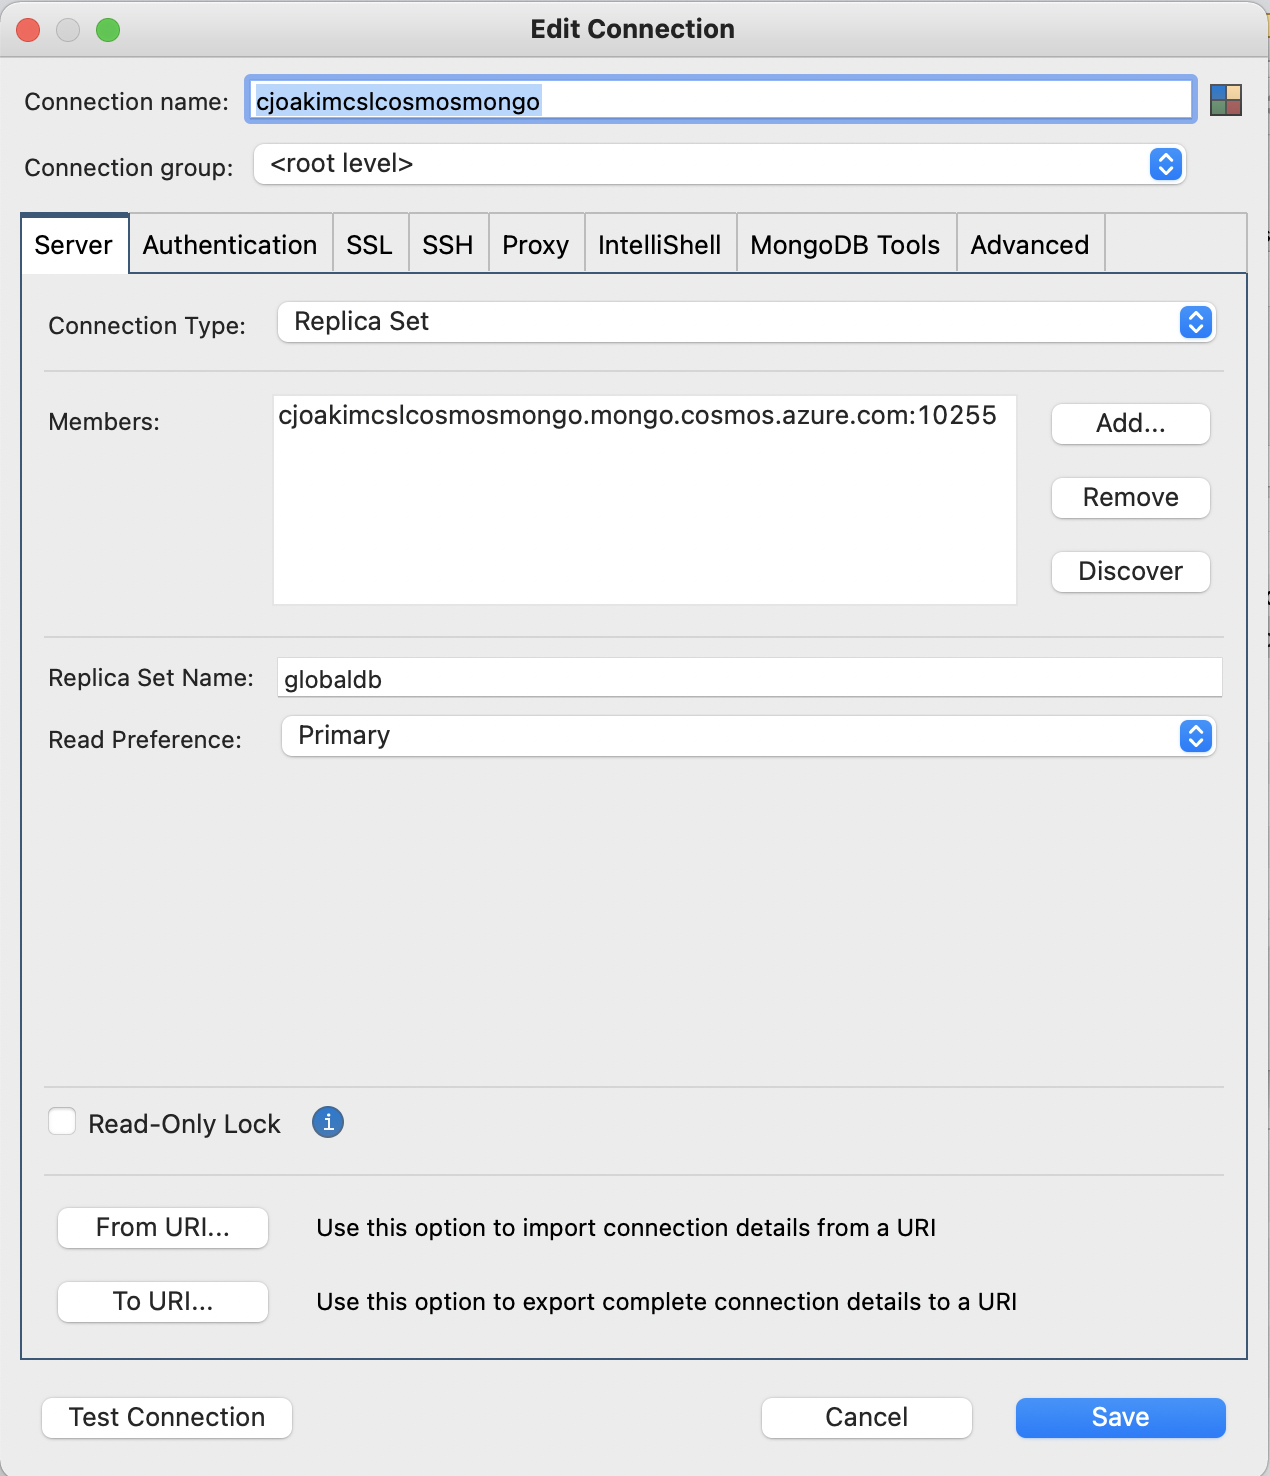 Edit Connection
Connection name: cjoakimcslcosmosmongo
Connection group: <root level>
Server Authentication SSL SSH Proxy IntelliShell MongoDB Tools Advanced
Connection Type: Replica Set
Members: cjoakimcslcosmosmongo.mongo.cosmos.azure.com:10255
Add...
Remove
Discover
Replica Set Name: globaldb
Read Preference: Primary
Read-Only Lock i
From URI... Use this option to import connection details from a URI
To URI... Use this option to export complete connection details to a URI
Test Connection Cancel Save